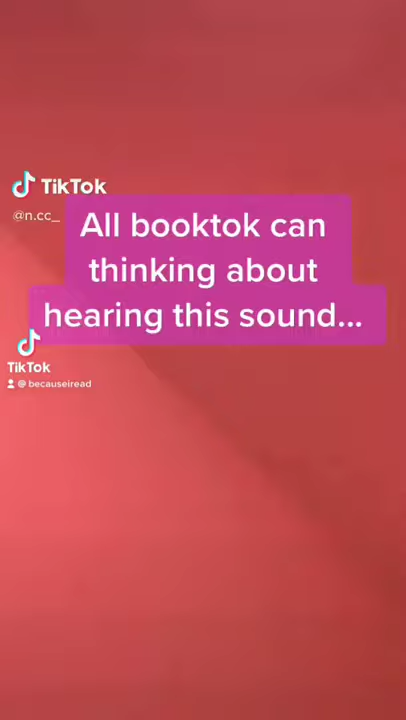 TikTok
@n.cc_
All booktok can
thinking about
hearing this sound...
TikTok
@ becauseiread